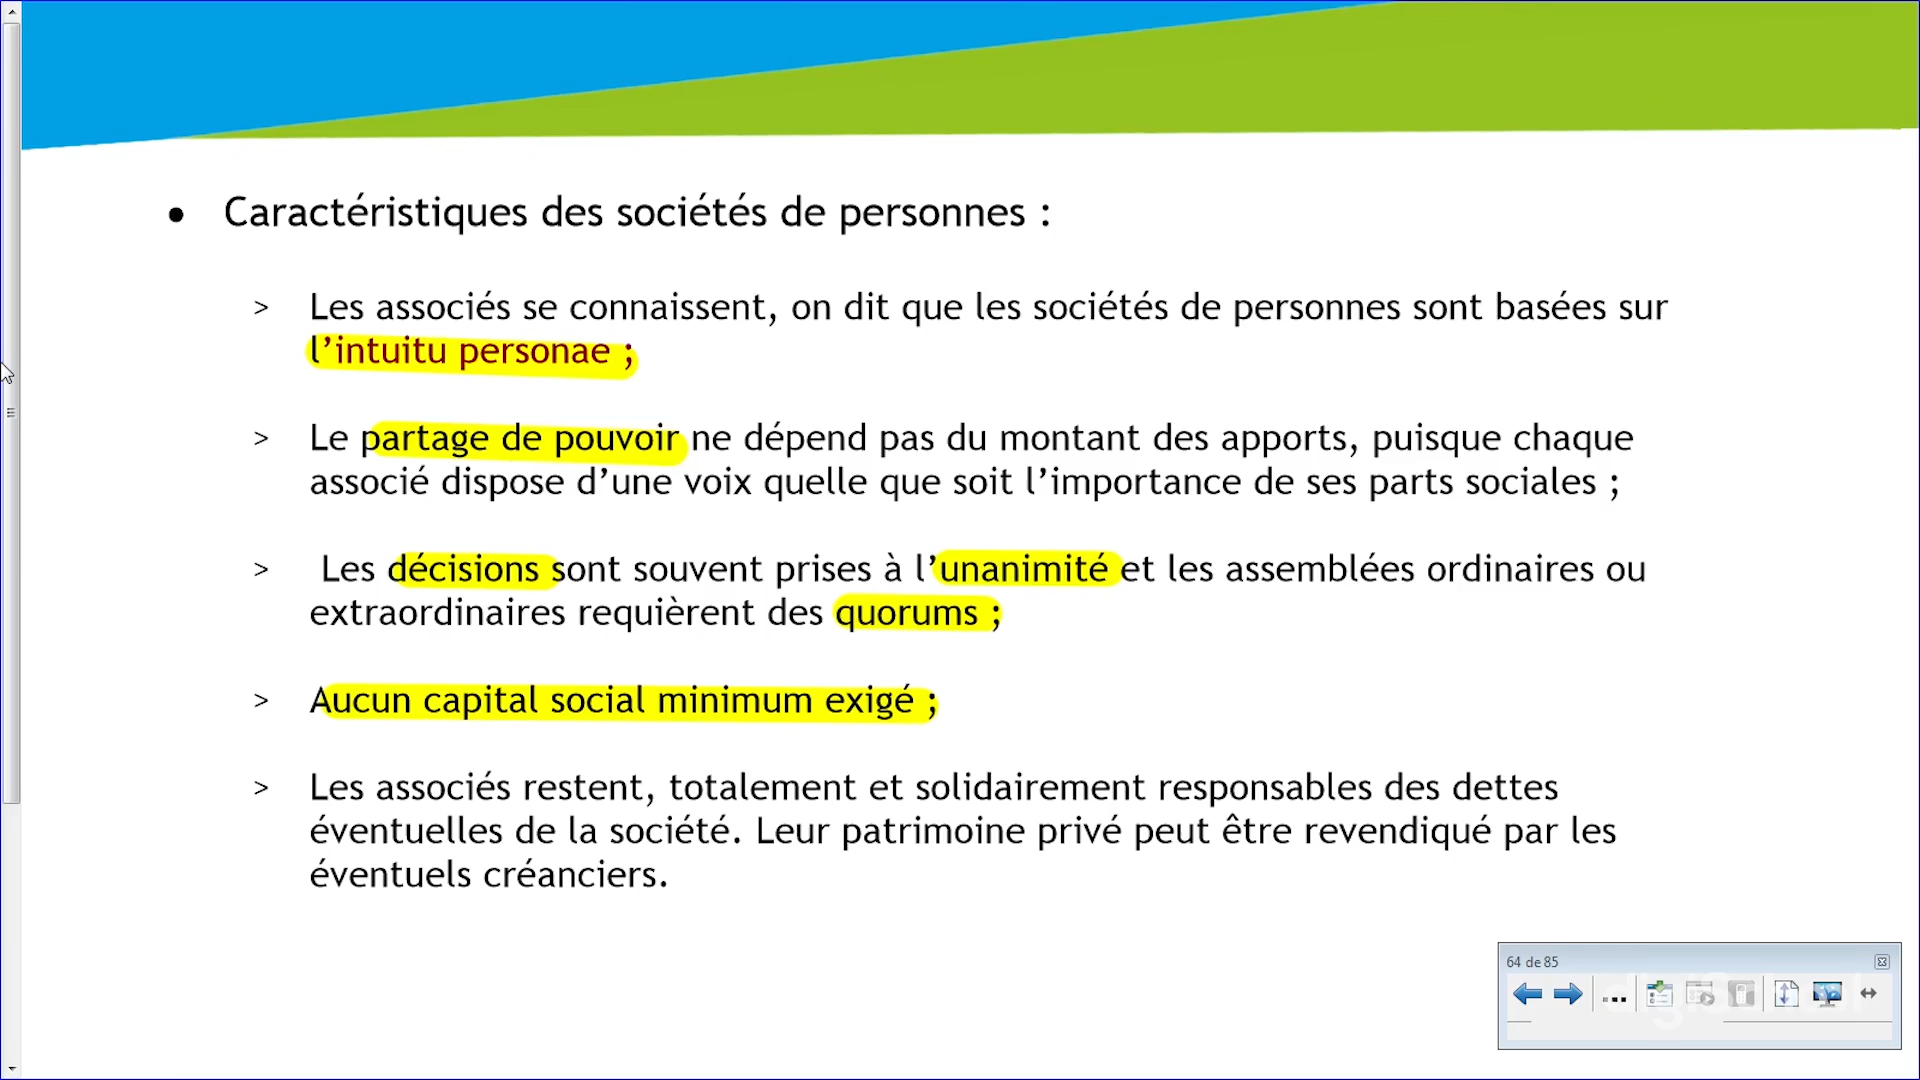 • Caractéristiques des sociétés de personnes :
> Les associés se connaissent, on dit que les sociétés de personnes sont basées sur
l’intuitu personae ;
> Le partage de pouvoir ne dépend pas du montant des apports, puisque chaque
associé dispose d’une voix quelle que soit l’importance de ses parts sociales ;
> Les décisions sont souvent prises à l’unanimité et les assemblées ordinaires ou
extraordinaires requièrent des quorums ;
> Aucun capital social minimum exigé ;
> Les associés restent, totalement et solidairement responsables des dettes
éventuelles de la société. Leur patrimoine privé peut être revendiqué par les
éventuels créanciers.
64 de 85